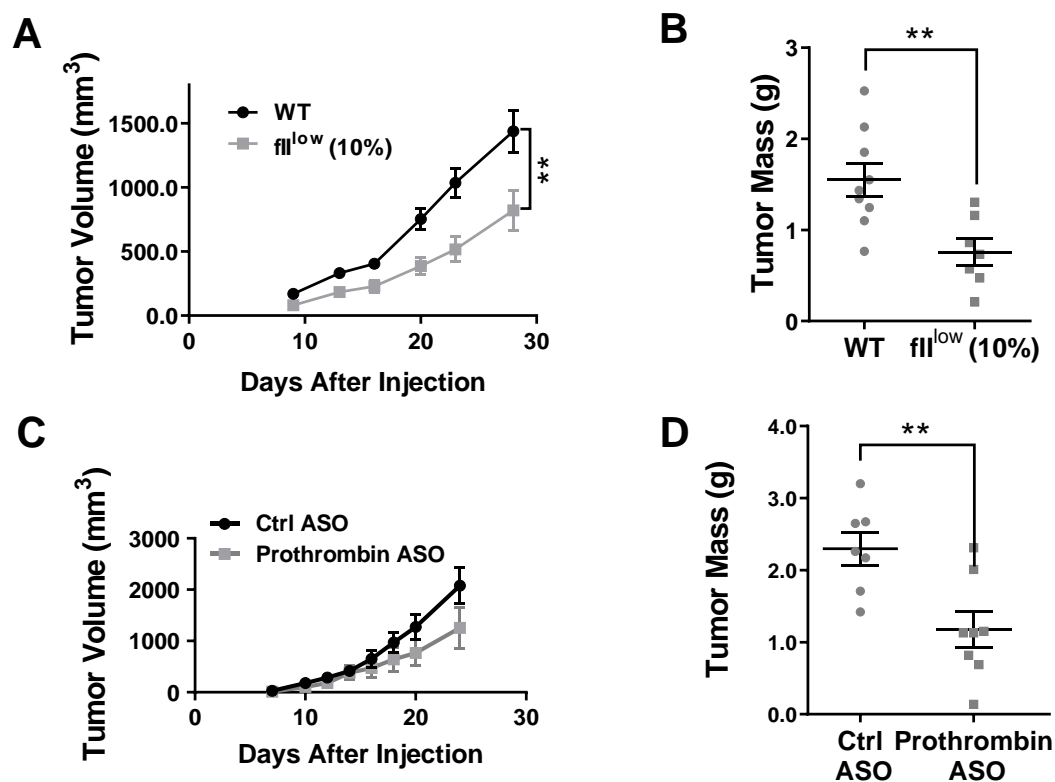 A
Tumor Volume (mm³)
1500.0
1000.0
500.0
0.0
WT
fIIˡᵒʷ (10%)
**
0 10 20 30
Days After Injection
B
Tumor Mass (g)
3
2
1
0
**
WT fIIˡᵒʷ (10%)
C
Tumor Volume (mm³)
3000
2000
1000
0
Ctrl ASO
Prothrombin ASO
0 10 20 30
Days After Injection
D
Tumor Mass (g)
4.0
3.0
2.0
1.0
0.0
**
Ctrl Prothrombin
ASO ASO